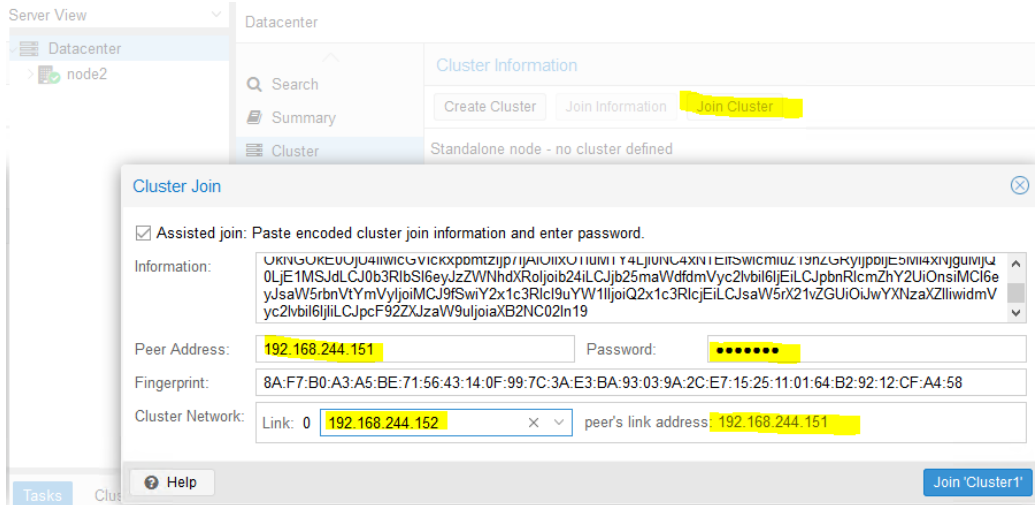 Server View
Datacenter
Datacenter
node2
Search
Summary
Cluster
Cluster Information
Create Cluster
Join Information
Join Cluster
Standalone node - no cluster defined
Cluster Join
Assisted join: Paste encoded cluster join information and enter password.
Information:
Peer Address:
192.168.244.151
Password:
●●●●●●●
Fingerprint:
8A:F7:B0:A3:A5:BE:71:56:43:14:0F:99:7C:3A:E3:BA:93:03:9A:2C:E7:15:25:11:01:64:B2:92:12:CF:A4:58
Cluster Network:
Link: 0
192.168.244.152
peer's link address: 192.168.244.151
Help
Join 'Cluster1'
Tasks